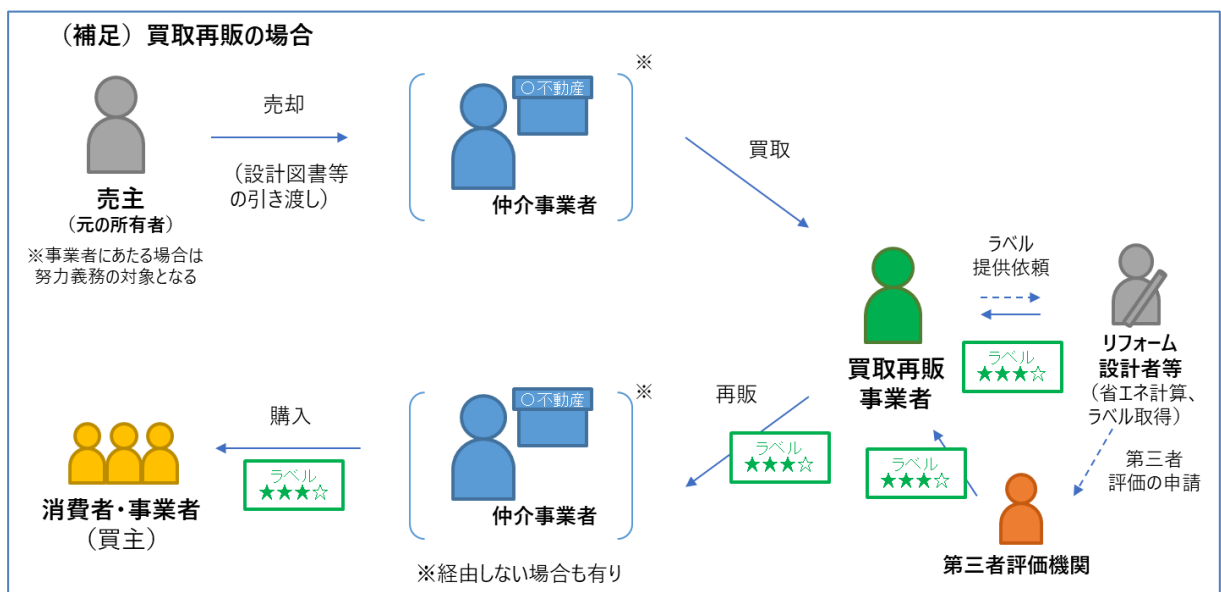 （補足）買取再販の場合
売主
（元の所有者）
※事業者にあたる場合は
努力義務の対象となる
売却
（設計図書等
の引き渡し）
○不動産
仲介事業者
※
買取
買取再販
事業者
ラベル
提供依頼
ラベル
★★★☆
リフォーム
設計者等
（省エネ計算、
ラベル取得）
第三者
評価の申請
第三者評価機関
ラベル
★★★☆
再販
ラベル
★★★☆
○不動産
仲介事業者
※
※経由しない場合も有り
購入
ラベル
★★★☆
消費者・事業者
（買主）